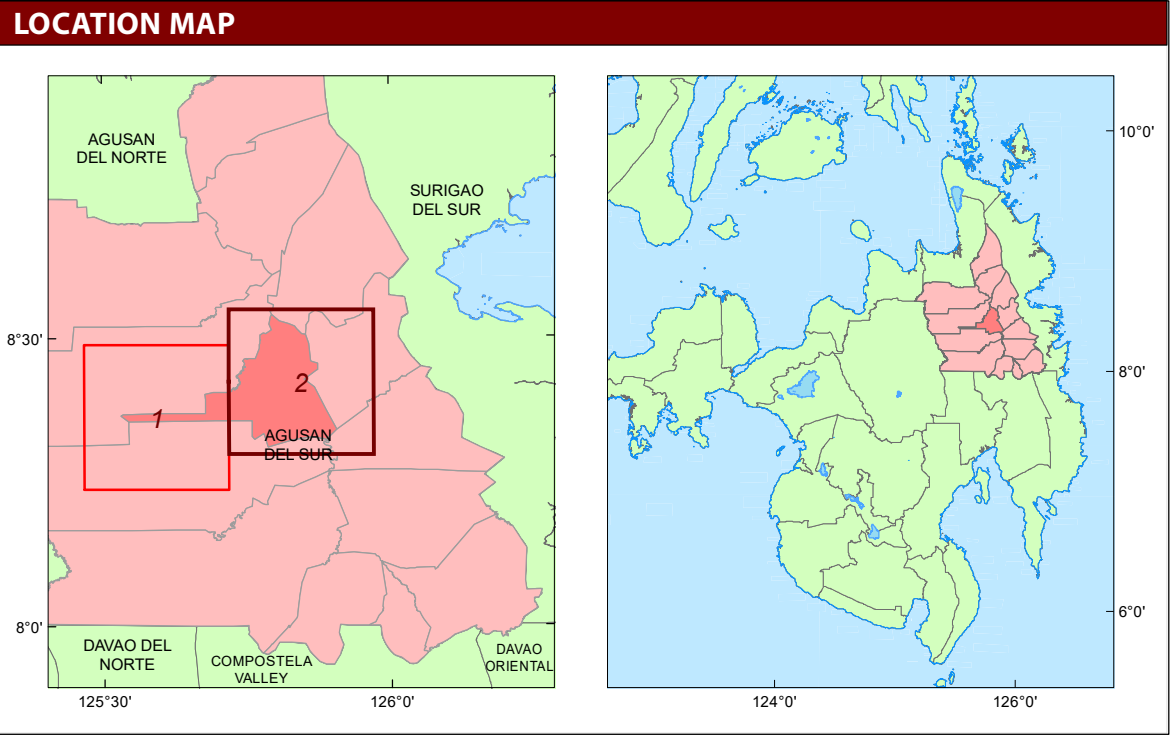 LOCATION MAP
AGUSAN
DEL NORTE
SURIGAO
DEL SUR
8°30'
2
1
AGUSAN
DEL SUR
8°0'
DAVAO DEL
NORTE
COMPOSTELA
VALLEY
DAVAO
ORIENTAL
125°30'
126°0'
10°0'
8°0'
6°0'
124°0'
126°0'